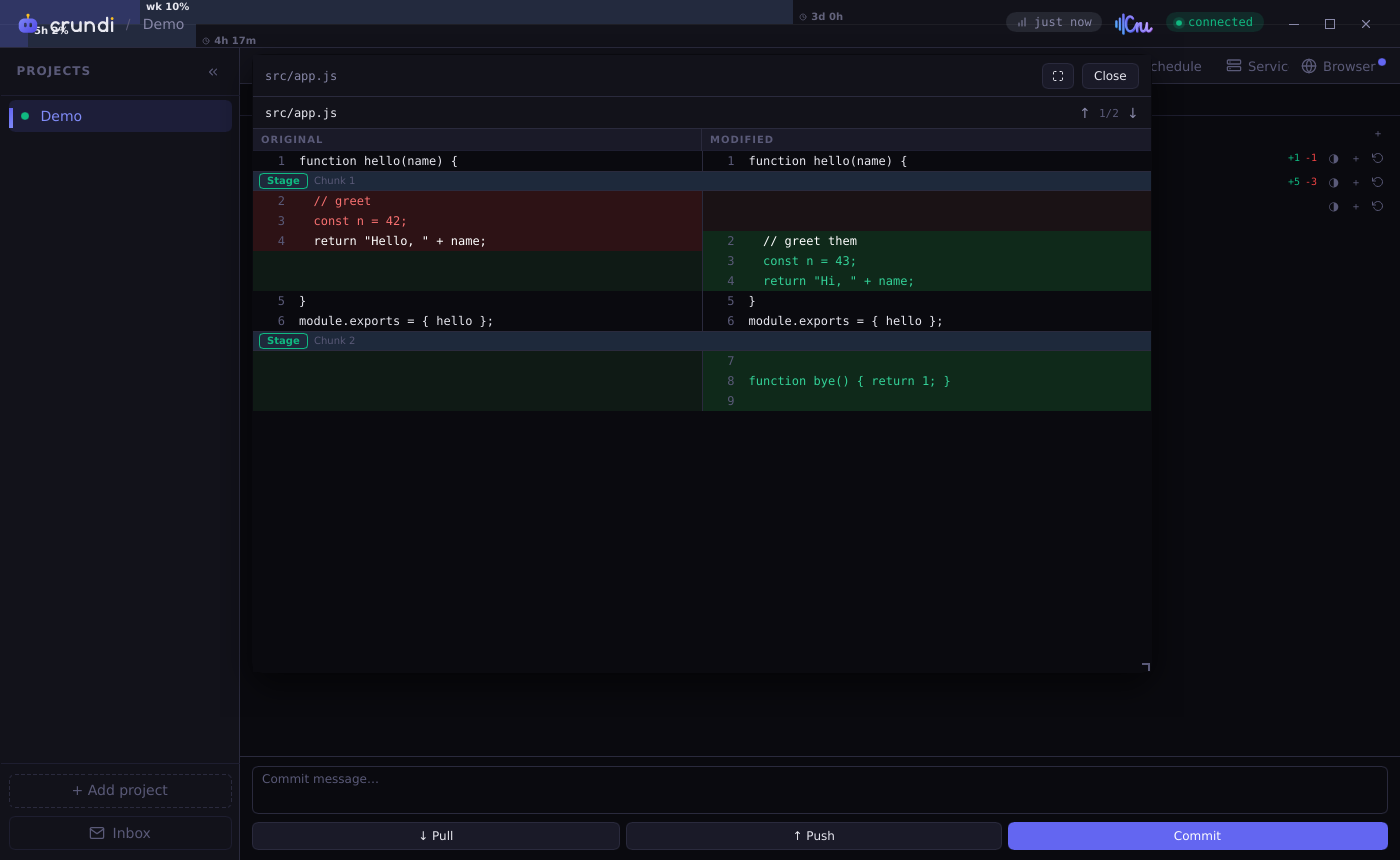 wk 10%
3d 0h
5h 2%
4h 17m
crundi / Demo
just now
Cru
connected
PROJECTS
«
Demo
chedule
Servic
Browser
src/app.js
Close
src/app.js
↑ 1/2 ↓
ORIGINAL
MODIFIED
1 function hello(name) {
1 function hello(name) {
Stage Chunk 1
2 // greet
3 const n = 42;
4 return "Hello, " + name;
2 // greet them
3 const n = 43;
4 return "Hi, " + name;
5 }
5 }
6 module.exports = { hello };
6 module.exports = { hello };
Stage Chunk 2
7
8 function bye() { return 1; }
9
+
+1 -1 +
+5 -3 +
+
+ Add project
Inbox
Commit message…
↓ Pull
↑ Push
Commit